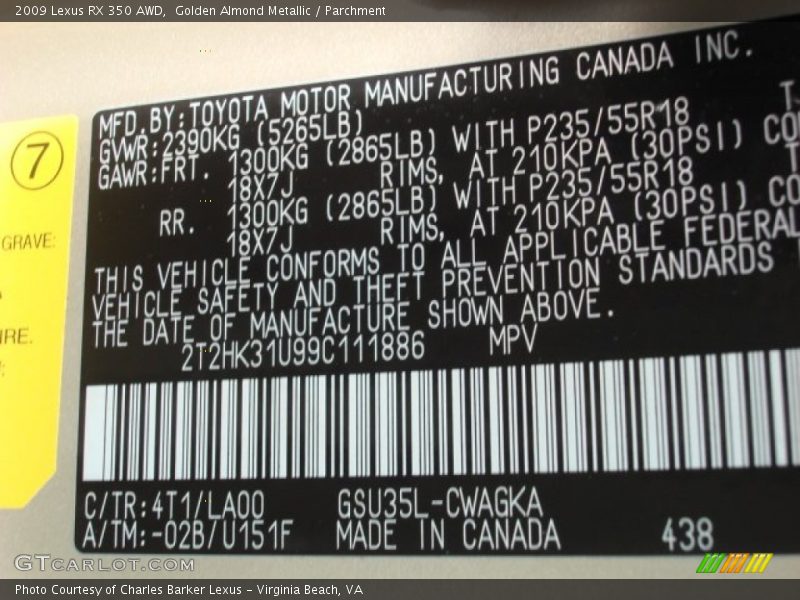 2009 Lexus RX 350 AWD,  Golden Almond Metallic / Parchment
MFD.BY:TOYOTA MOTOR MANUFACTURING CANADA INC.
GVWR:2390KG (5265LB)
GAWR:FRT. 1300KG (2865LB) WITH P235/55R18
18X7J RIMS, AT 210KPA (30PSI)
RR. 1300KG (2865LB) WITH P235/55R18
18X7J RIMS, AT 210KPA (30PSI)
THIS VEHICLE CONFORMS TO ALL APPLICABLE FEDERAL
VEHICLE SAFETY AND THEFT PREVENTION STANDARDS
THE DATE OF MANUFACTURE SHOWN ABOVE.
2T2HK31U99C111886 MPV
C/TR:4T1/LA00 GSU35L-CWAGKA
A/TM:-02B/U151F MADE IN CANADA 438
7
GRAVE:
GTCARLOT.COM
Photo Courtesy of Charles Barker Lexus - Virginia Beach, VA